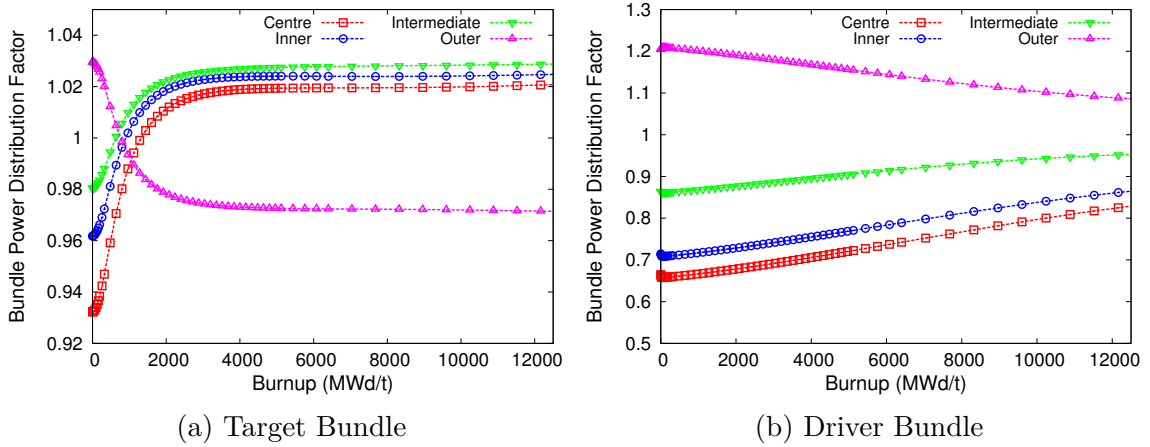 Centre
Inner
Intermediate
Outer
Bundle Power Distribution Factor
1.04
1.02
1
0.98
0.96
0.94
0.92
0 2000 4000 6000 8000 10000 12000
Burnup (MWd/t)
(a) Target Bundle
Centre
Inner
Intermediate
Outer
Bundle Power Distribution Factor
1.3
1.2
1.1
1
0.9
0.8
0.7
0.6
0.5
0 2000 4000 6000 8000 10000 12000
Burnup (MWd/t)
(b) Driver Bundle